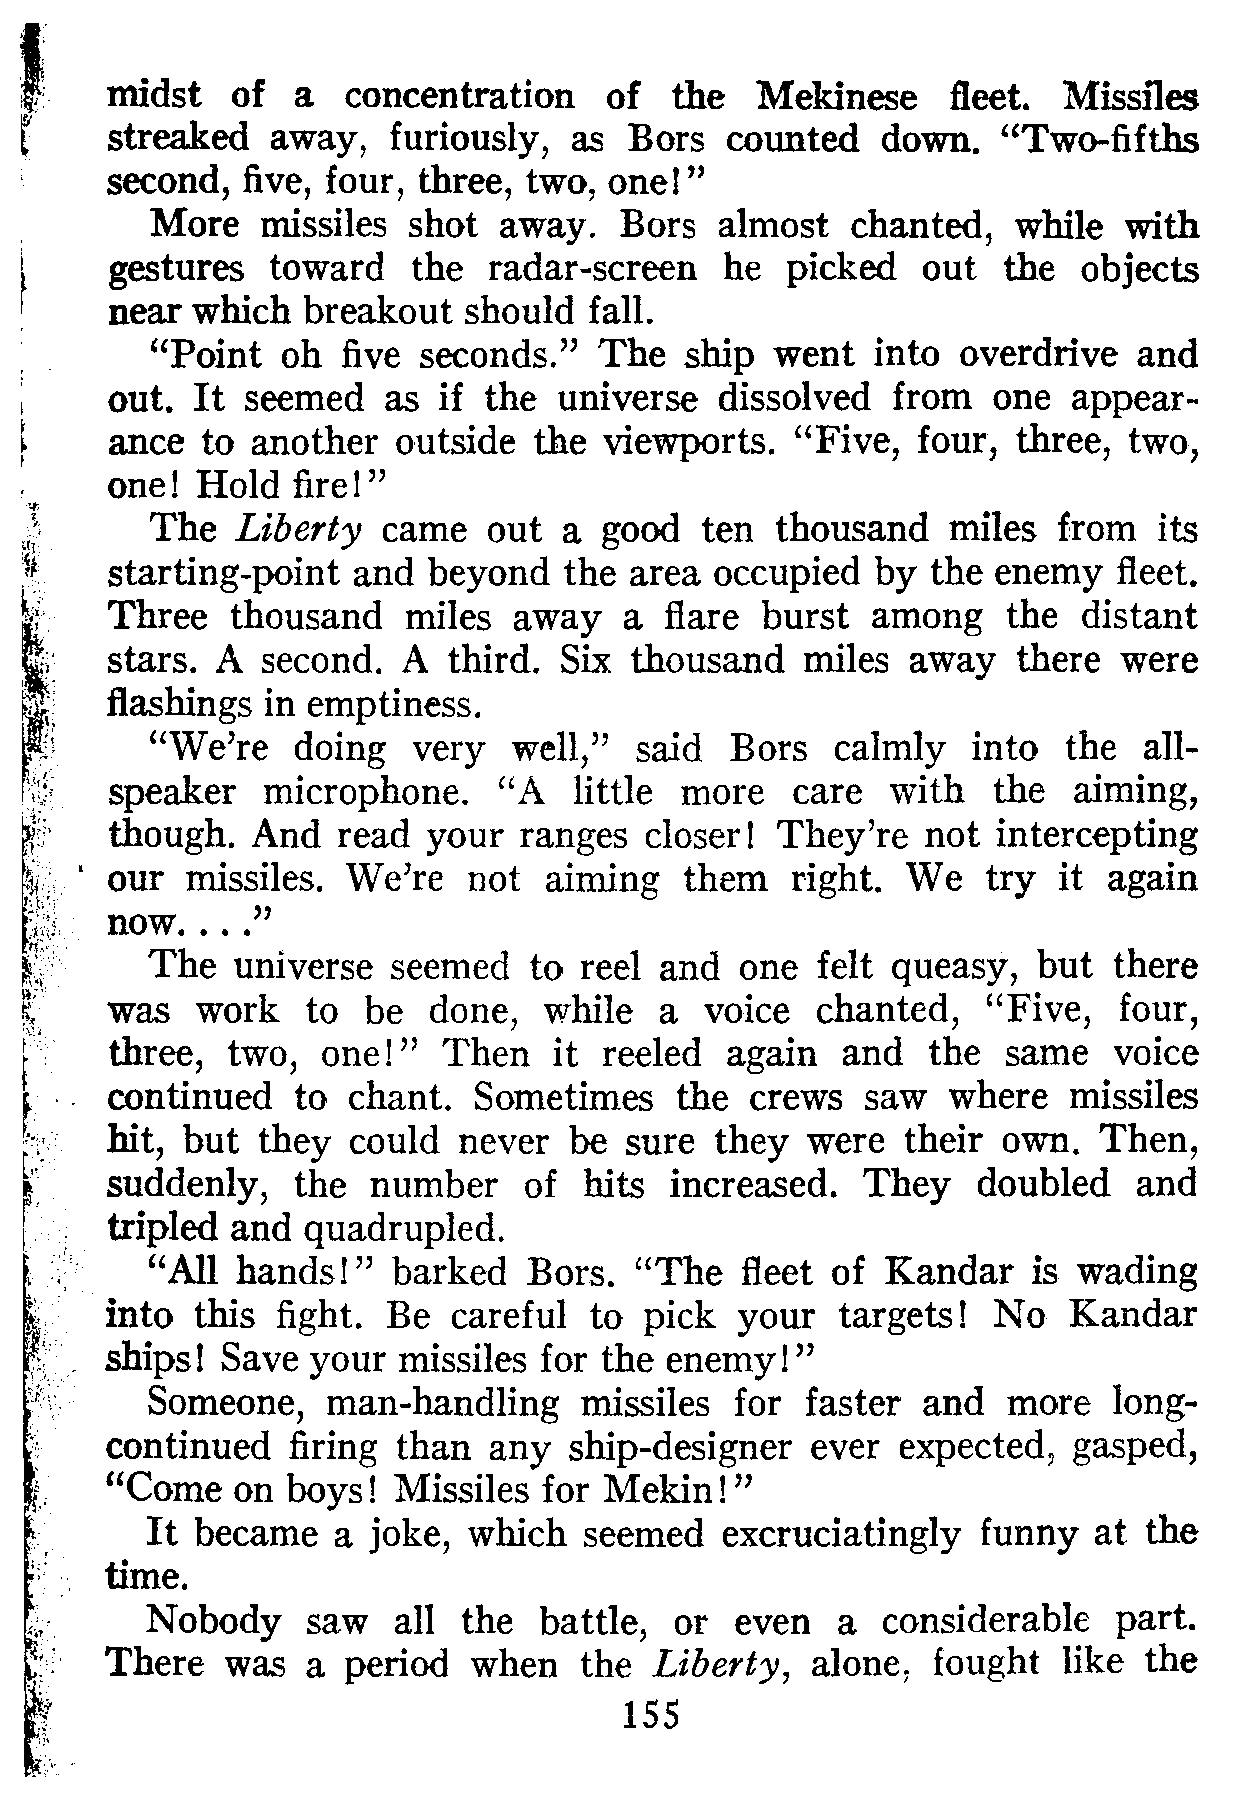 midst of a concentration of the Mekinese fleet. Missiles
streaked away, furiously, as Bors counted down. “Two-fifths
second, five, four, three, two, one!”
More missiles shot away. Bors almost chanted, while with
gestures toward the radar-screen he picked out the objects
near which breakout should fall.
“Point oh five seconds.” The ship went into overdrive and
out. It seemed as if the universe dissolved from one appear-
ance to another outside the viewports. “Five, four, three, two,
one! Hold fire!”
The Liberty came out a good ten thousand miles from its
starting-point and beyond the area occupied by the enemy fleet.
Three thousand miles away a flare burst among the distant
stars. A second. A third. Six thousand miles away there were
flashings in emptiness.
“We’re doing very well,” said Bors calmly into the all-
speaker microphone. “A little more care with the aiming,
though. And read your ranges closer! They’re not intercepting
our missiles. We’re not aiming them right. We try it again
now. . . .”
The universe seemed to reel and one felt queasy, but there
was work to be done, while a voice chanted, “Five, four,
three, two, one!” Then it reeled again and the same voice
continued to chant. Sometimes the crews saw where missiles
hit, but they could never be sure they were their own. Then,
suddenly, the number of hits increased. They doubled and
tripled and quadrupled.
“All hands!” barked Bors. “The fleet of Kandar is wading
into this fight. Be careful to pick your targets! No Kandar
ships! Save your missiles for the enemy!”
Someone, man-handling missiles for faster and more long-
continued firing than any ship-designer ever expected, gasped,
“Come on boys! Missiles for Mekin!”
It became a joke, which seemed excruciatingly funny at the
time.
Nobody saw all the battle, or even a considerable part.
There was a period when the Liberty, alone, fought like the
155